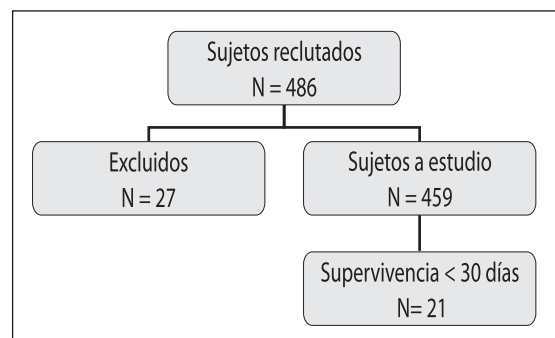 Sujetos reclutados
N = 486
Excluidos
N = 27
Sujetos a estudio
N = 459
Supervivencia < 30 días
N= 21